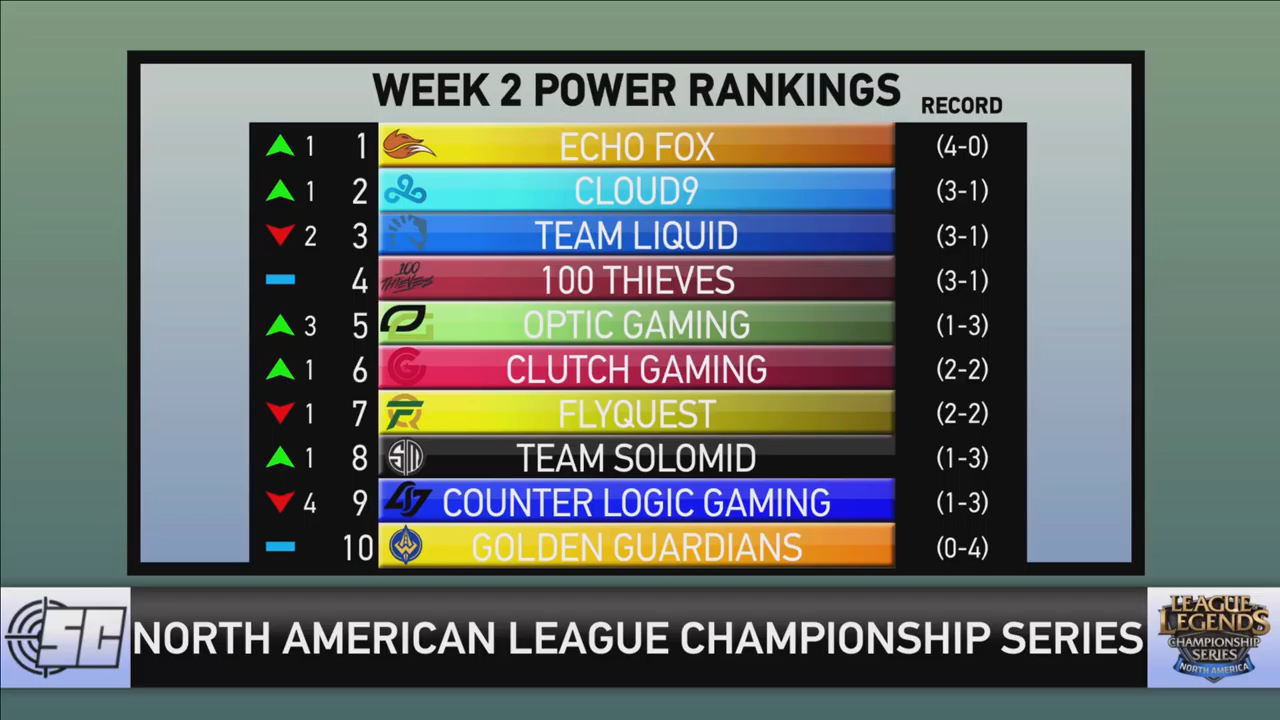 WEEK 2 POWER RANKINGS RECORD
1 1 ECHO FOX (4-0)
1 2 CLOUD9 (3-1)
2 3 TEAM LIQUID (3-1)
4 100 THIEVES 100 THIEVES (3-1)
3 5 OPTIC GAMING (1-3)
1 6 CLUTCH GAMING (2-2)
1 7 FLYQUEST (2-2)
1 8 TEAM SOLOMID (1-3)
4 9 COUNTER LOGIC GAMING (1-3)
10 GOLDEN GUARDIANS (0-4)
SC NORTH AMERICAN LEAGUE CHAMPIONSHIP SERIES
LEAGUE
LEGENDS
CHAMPIONSHIP
SERIES
NORTH AMERICA